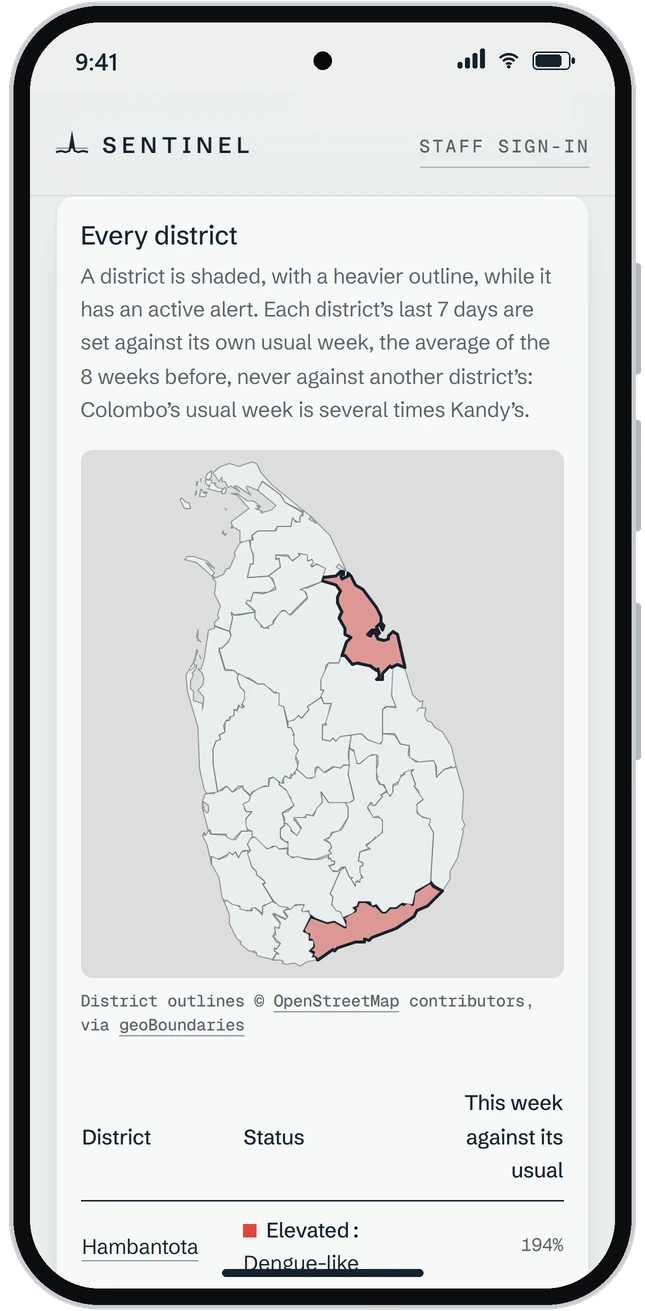 9:41
SENTINEL
STAFF SIGN-IN
Every district
A district is shaded, with a heavier outline, while it
has an active alert. Each district’s last 7 days are
set against its own usual week, the average of the
8 weeks before, never against another district’s:
Colombo’s usual week is several times Kandy’s.
District outlines © OpenStreetMap contributors,
via geoBoundaries
This week
against its
usual
District
Status
Elevated:
Hambantota
194%
Dengue-like